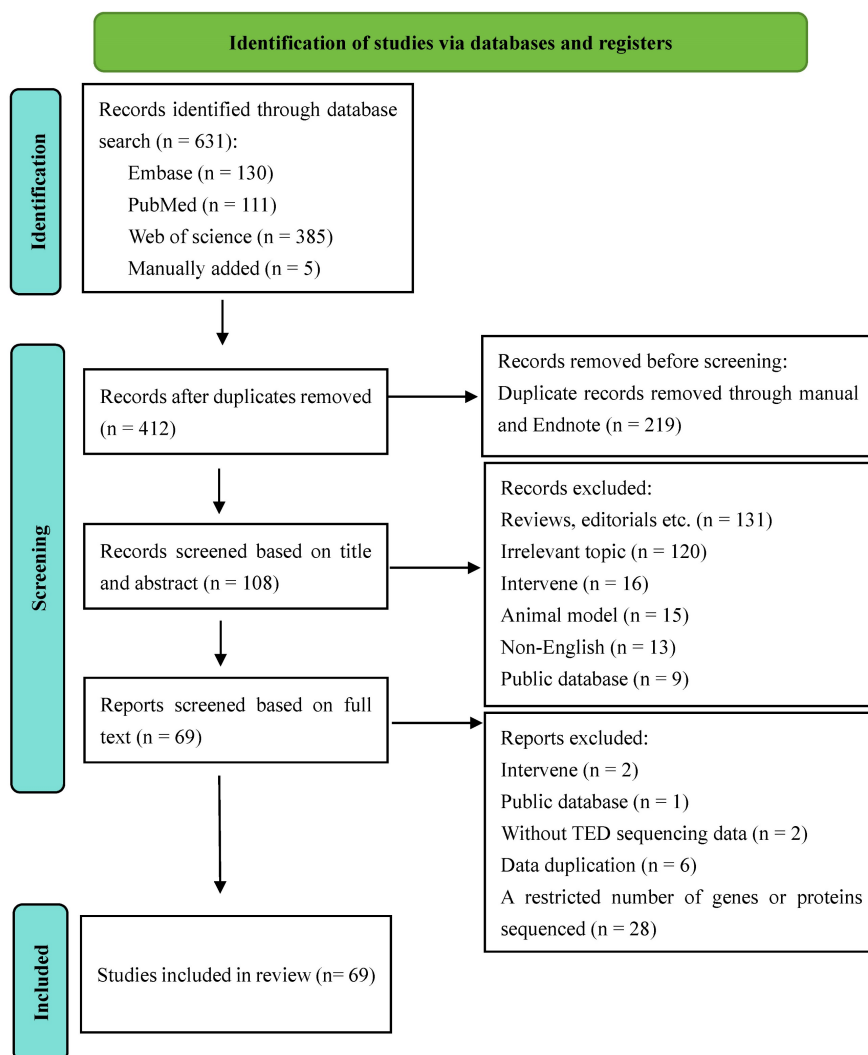 Identification of studies via databases and registers
Identification
Records identified through database
search (n = 631):
Embase (n = 130)
PubMed (n = 111)
Web of science (n = 385)
Manually added (n = 5)
Screening
Records after duplicates removed
(n = 412)
Records removed before screening:
Duplicate records removed through manual
and Endnote (n = 219)
Records screened based on title
and abstract (n = 108)
Records excluded:
Reviews, editorials etc. (n = 131)
Irrelevant topic (n = 120)
Intervene (n = 16)
Animal model (n = 15)
Non-English (n = 13)
Public database (n = 9)
Reports screened based on full
text (n = 69)
Reports excluded:
Intervene (n = 2)
Public database (n = 1)
Without TED sequencing data (n = 2)
Data duplication (n = 6)
A restricted number of genes or proteins
sequenced (n = 28)
Included
Studies included in review (n= 69)